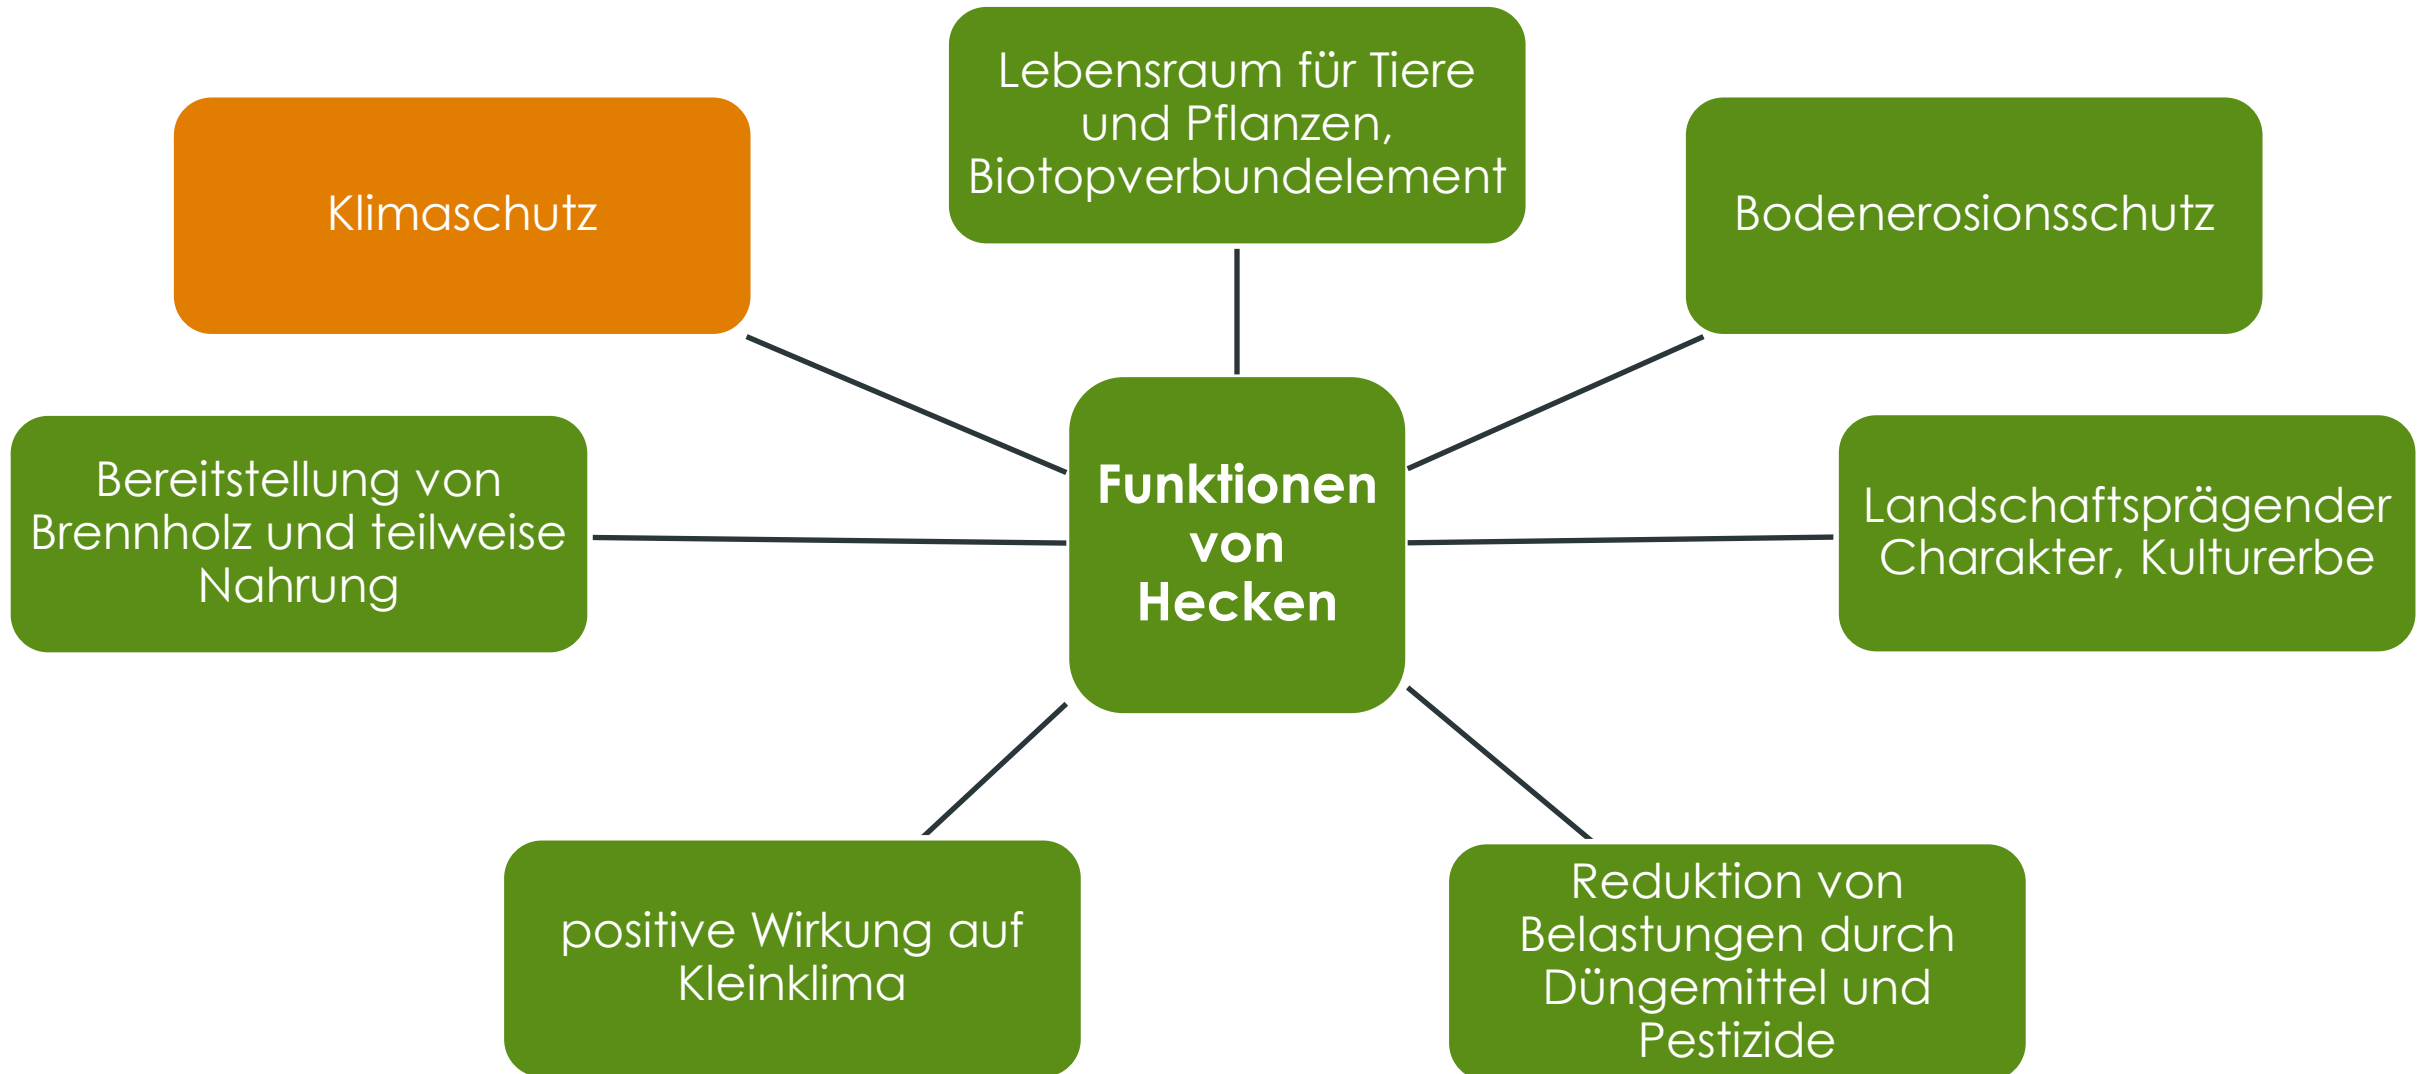 Lebensraum für Tiere
und Pflanzen,
Biotopverbundelement
Klimaschutz
Bodenerosionsschutz
Bereitstellung von
Brennholz und teilweise
Nahrung
Funktionen
von
Hecken
Landschaftsprägender
Charakter, Kulturerbe
positive Wirkung auf
Kleinklima
Reduktion von
Belastungen durch
Düngemittel und
Pestizide